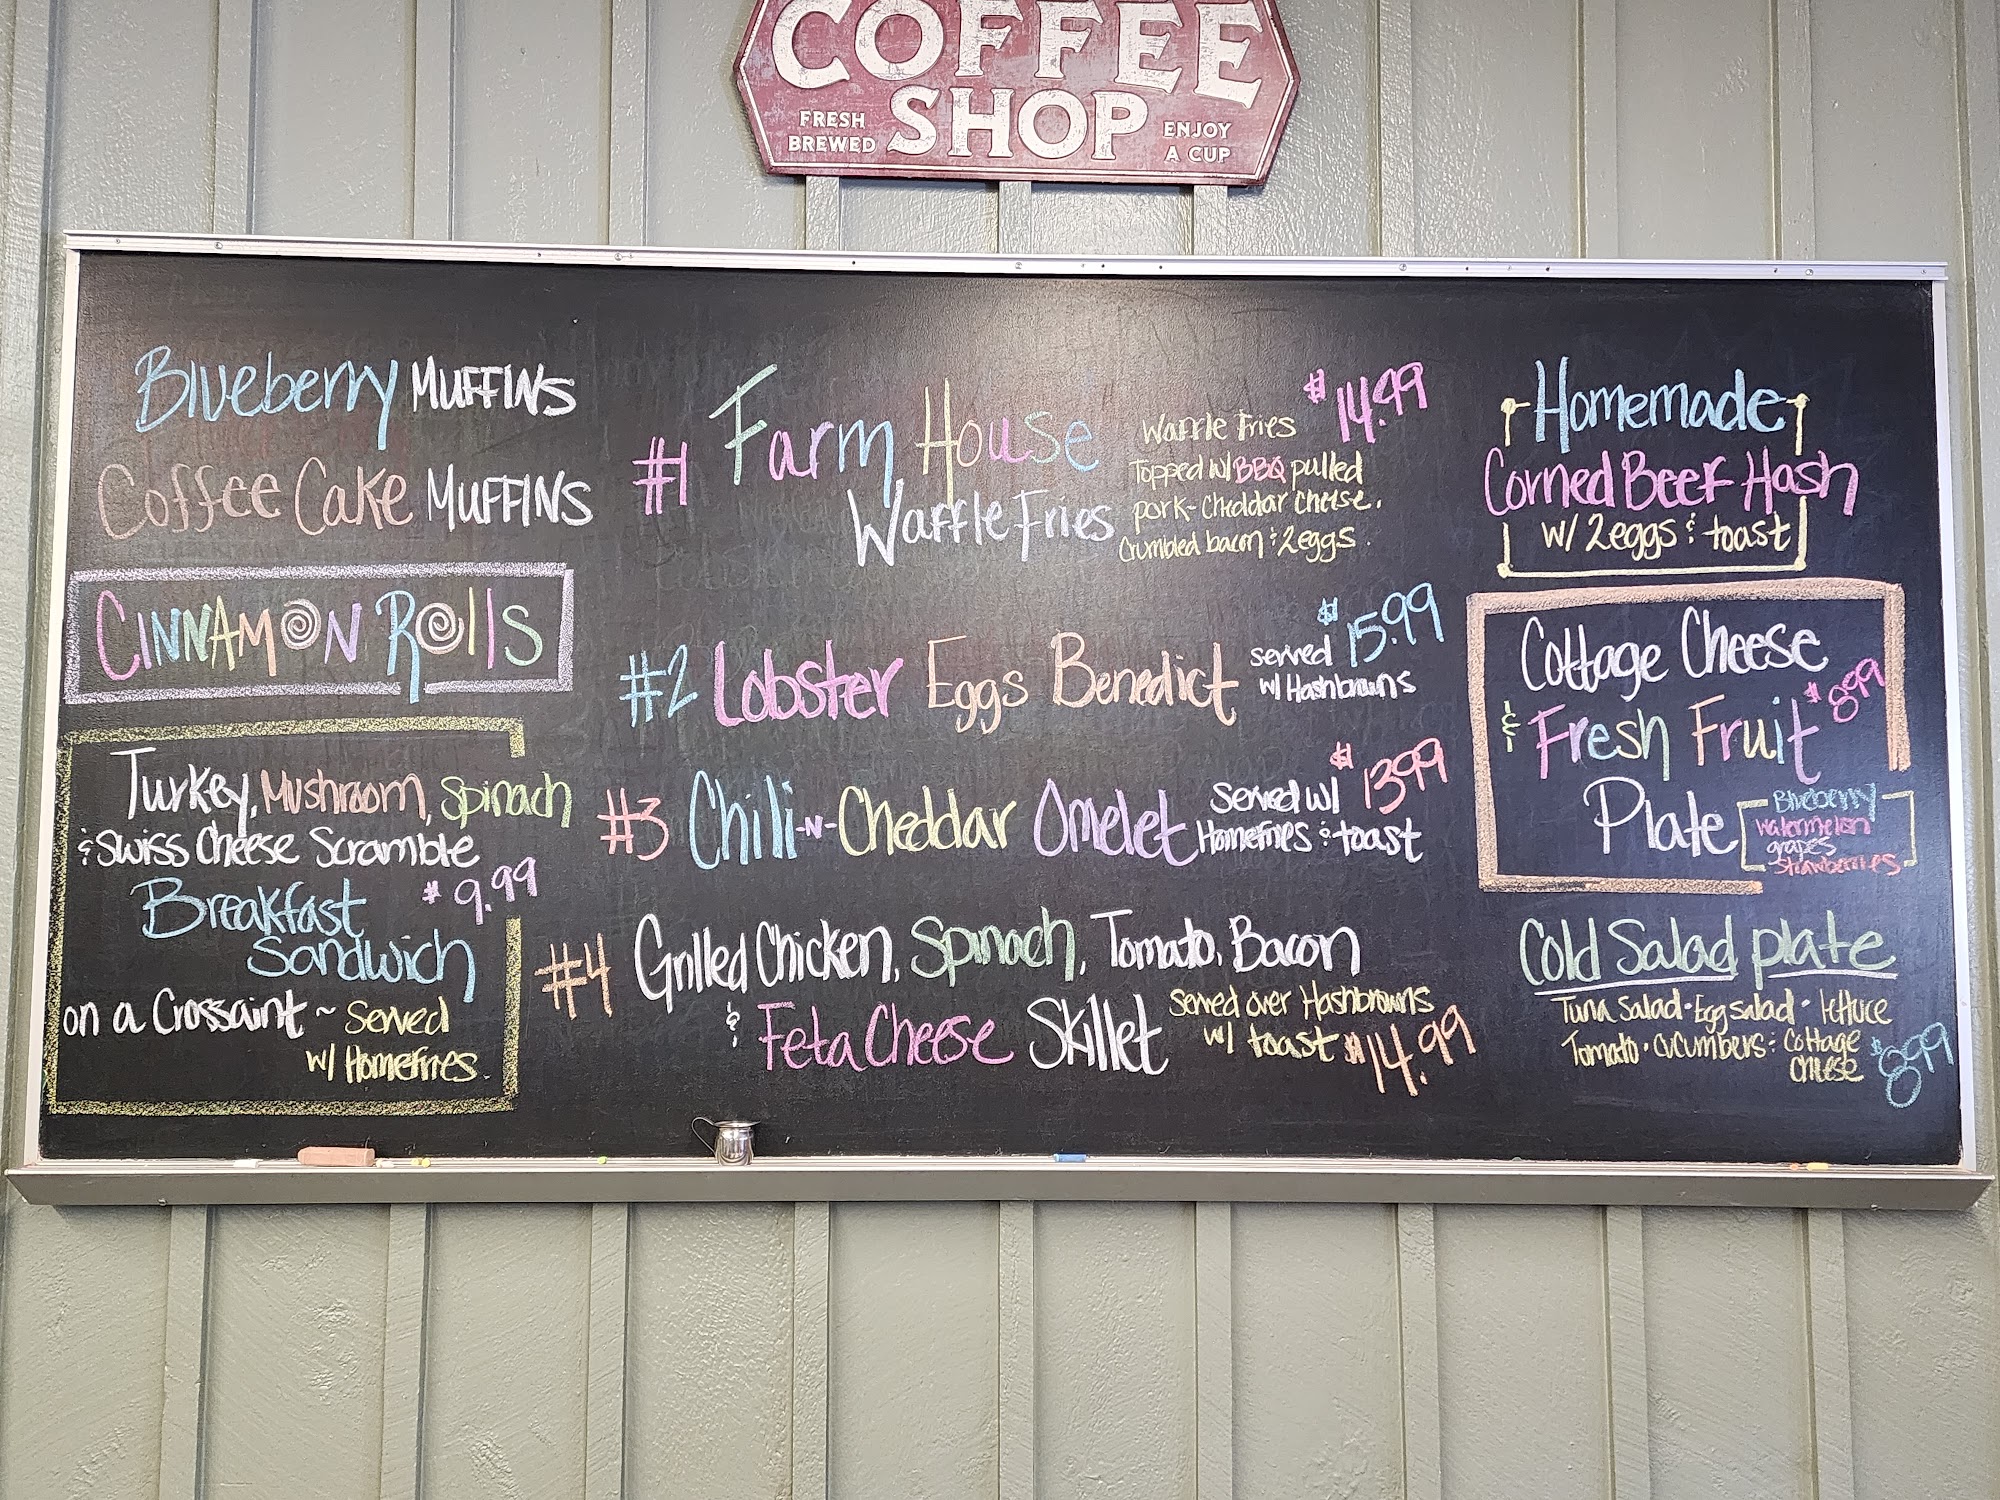 COFFEE
SHOP
FRESH
BREWED
ENJOY
A CUP
Blueberry MUFFINS
Coffee Cake MUFFINS
CINNAMON ROllS
Turkey, Mushroom, Spinach
& Swiss Cheese Scramble
Breakfast $9.99
Sandwich
on a Crossaint ~ Served
w/ Homefries.
#1 Farm House
Waffle Fries
Waffle Fries $14.99
Topped w/ BBQ pulled
pork - Cheddar cheese,
Crumbled bacon & 2eggs.
#2 Lobster Eggs Benedict
served $15.99
w/ Hashbrowns
#3 Chili-N-Cheddar Omelet
Served w/ $13.99
Homefries & toast
#4 Grilled Chicken, Spinach, Tomato, Bacon
& Feta Cheese Skillet
Served over Hashbrowns
w/ toast $14.99
Homemade
Corned Beef Hash
w/ 2eggs & toast
Cottage Cheese
& Fresh Fruit $8.99
Plate
Blueberry
watermelon
grapes
Strawberries
Cold Salad plate
Tuna Salad • Egg salad • lettuce
Tomato • cucumbers & Cottage
Cheese $8.99